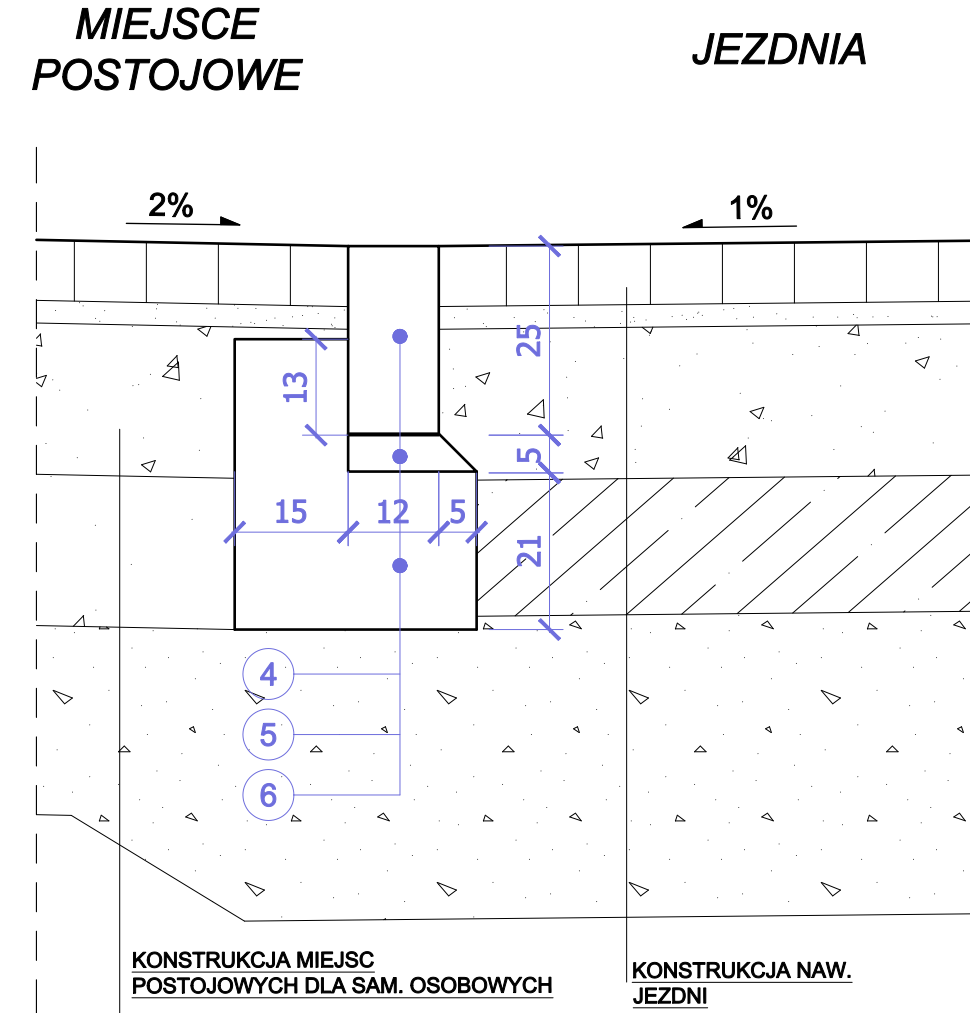 MIEJSCE
POSTOJOWE
JEZDNIA
2%
1%
25
13
5
15
12
5
21
4
5
6
KONSTRUKCJA MIEJSC
POSTOJOWYCH DLA SAM. OSOBOWYCH
KONSTRUKCJA NAW.
JEZDNI